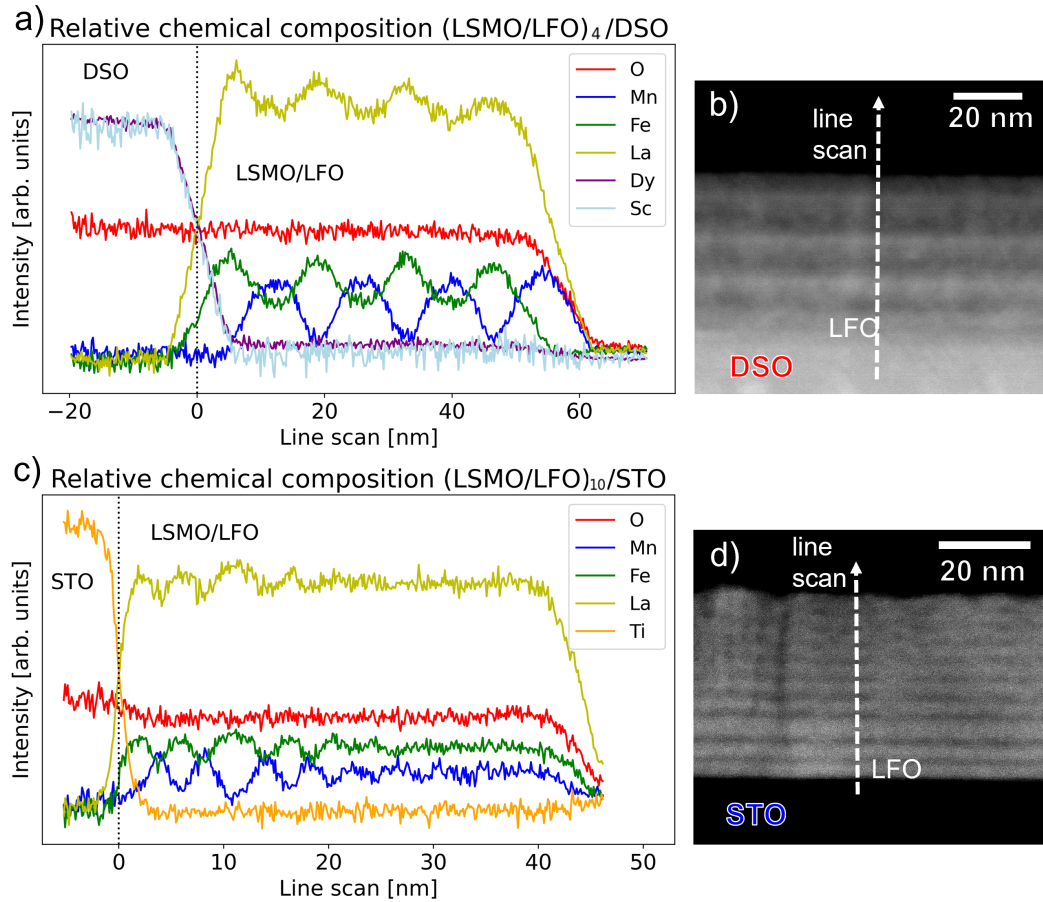 a) Relative chemical composition (LSMO/LFO)₄/DSO
DSO
LSMO/LFO
O
Mn
Fe
La
Dy
Sc
Intensity [arb. units]
−20 0 20 40 60
Line scan [nm]
b)
line
scan
20 nm
LFO
DSO
c) Relative chemical composition (LSMO/LFO)₁₀/STO
LSMO/LFO
STO
O
Mn
Fe
La
Ti
Intensity [arb. units]
0 10 20 30 40 50
Line scan [nm]
d)
line
scan
20 nm
LFO
STO